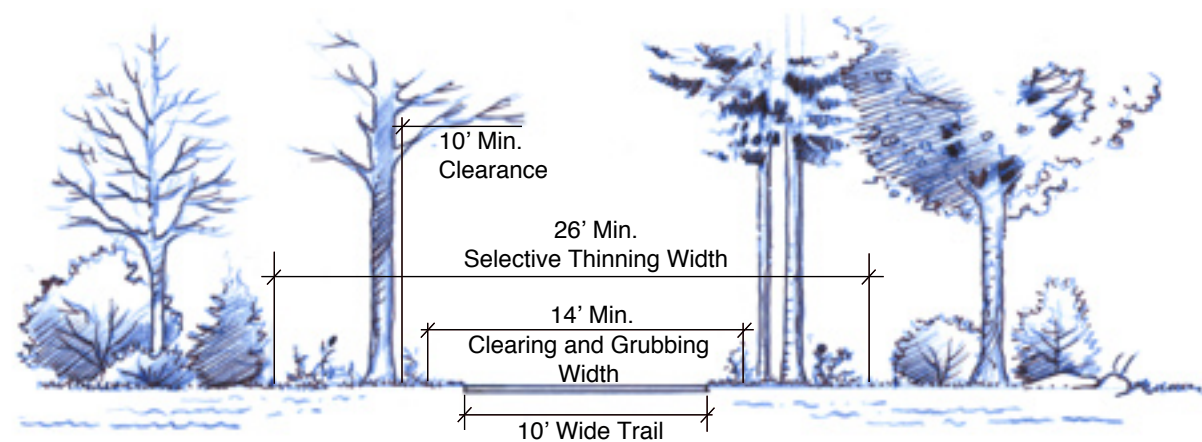 10’ Min.
Clearance
26’ Min.
Selective Thinning Width
14’ Min.
Clearing and Grubbing
Width
10’ Wide Trail